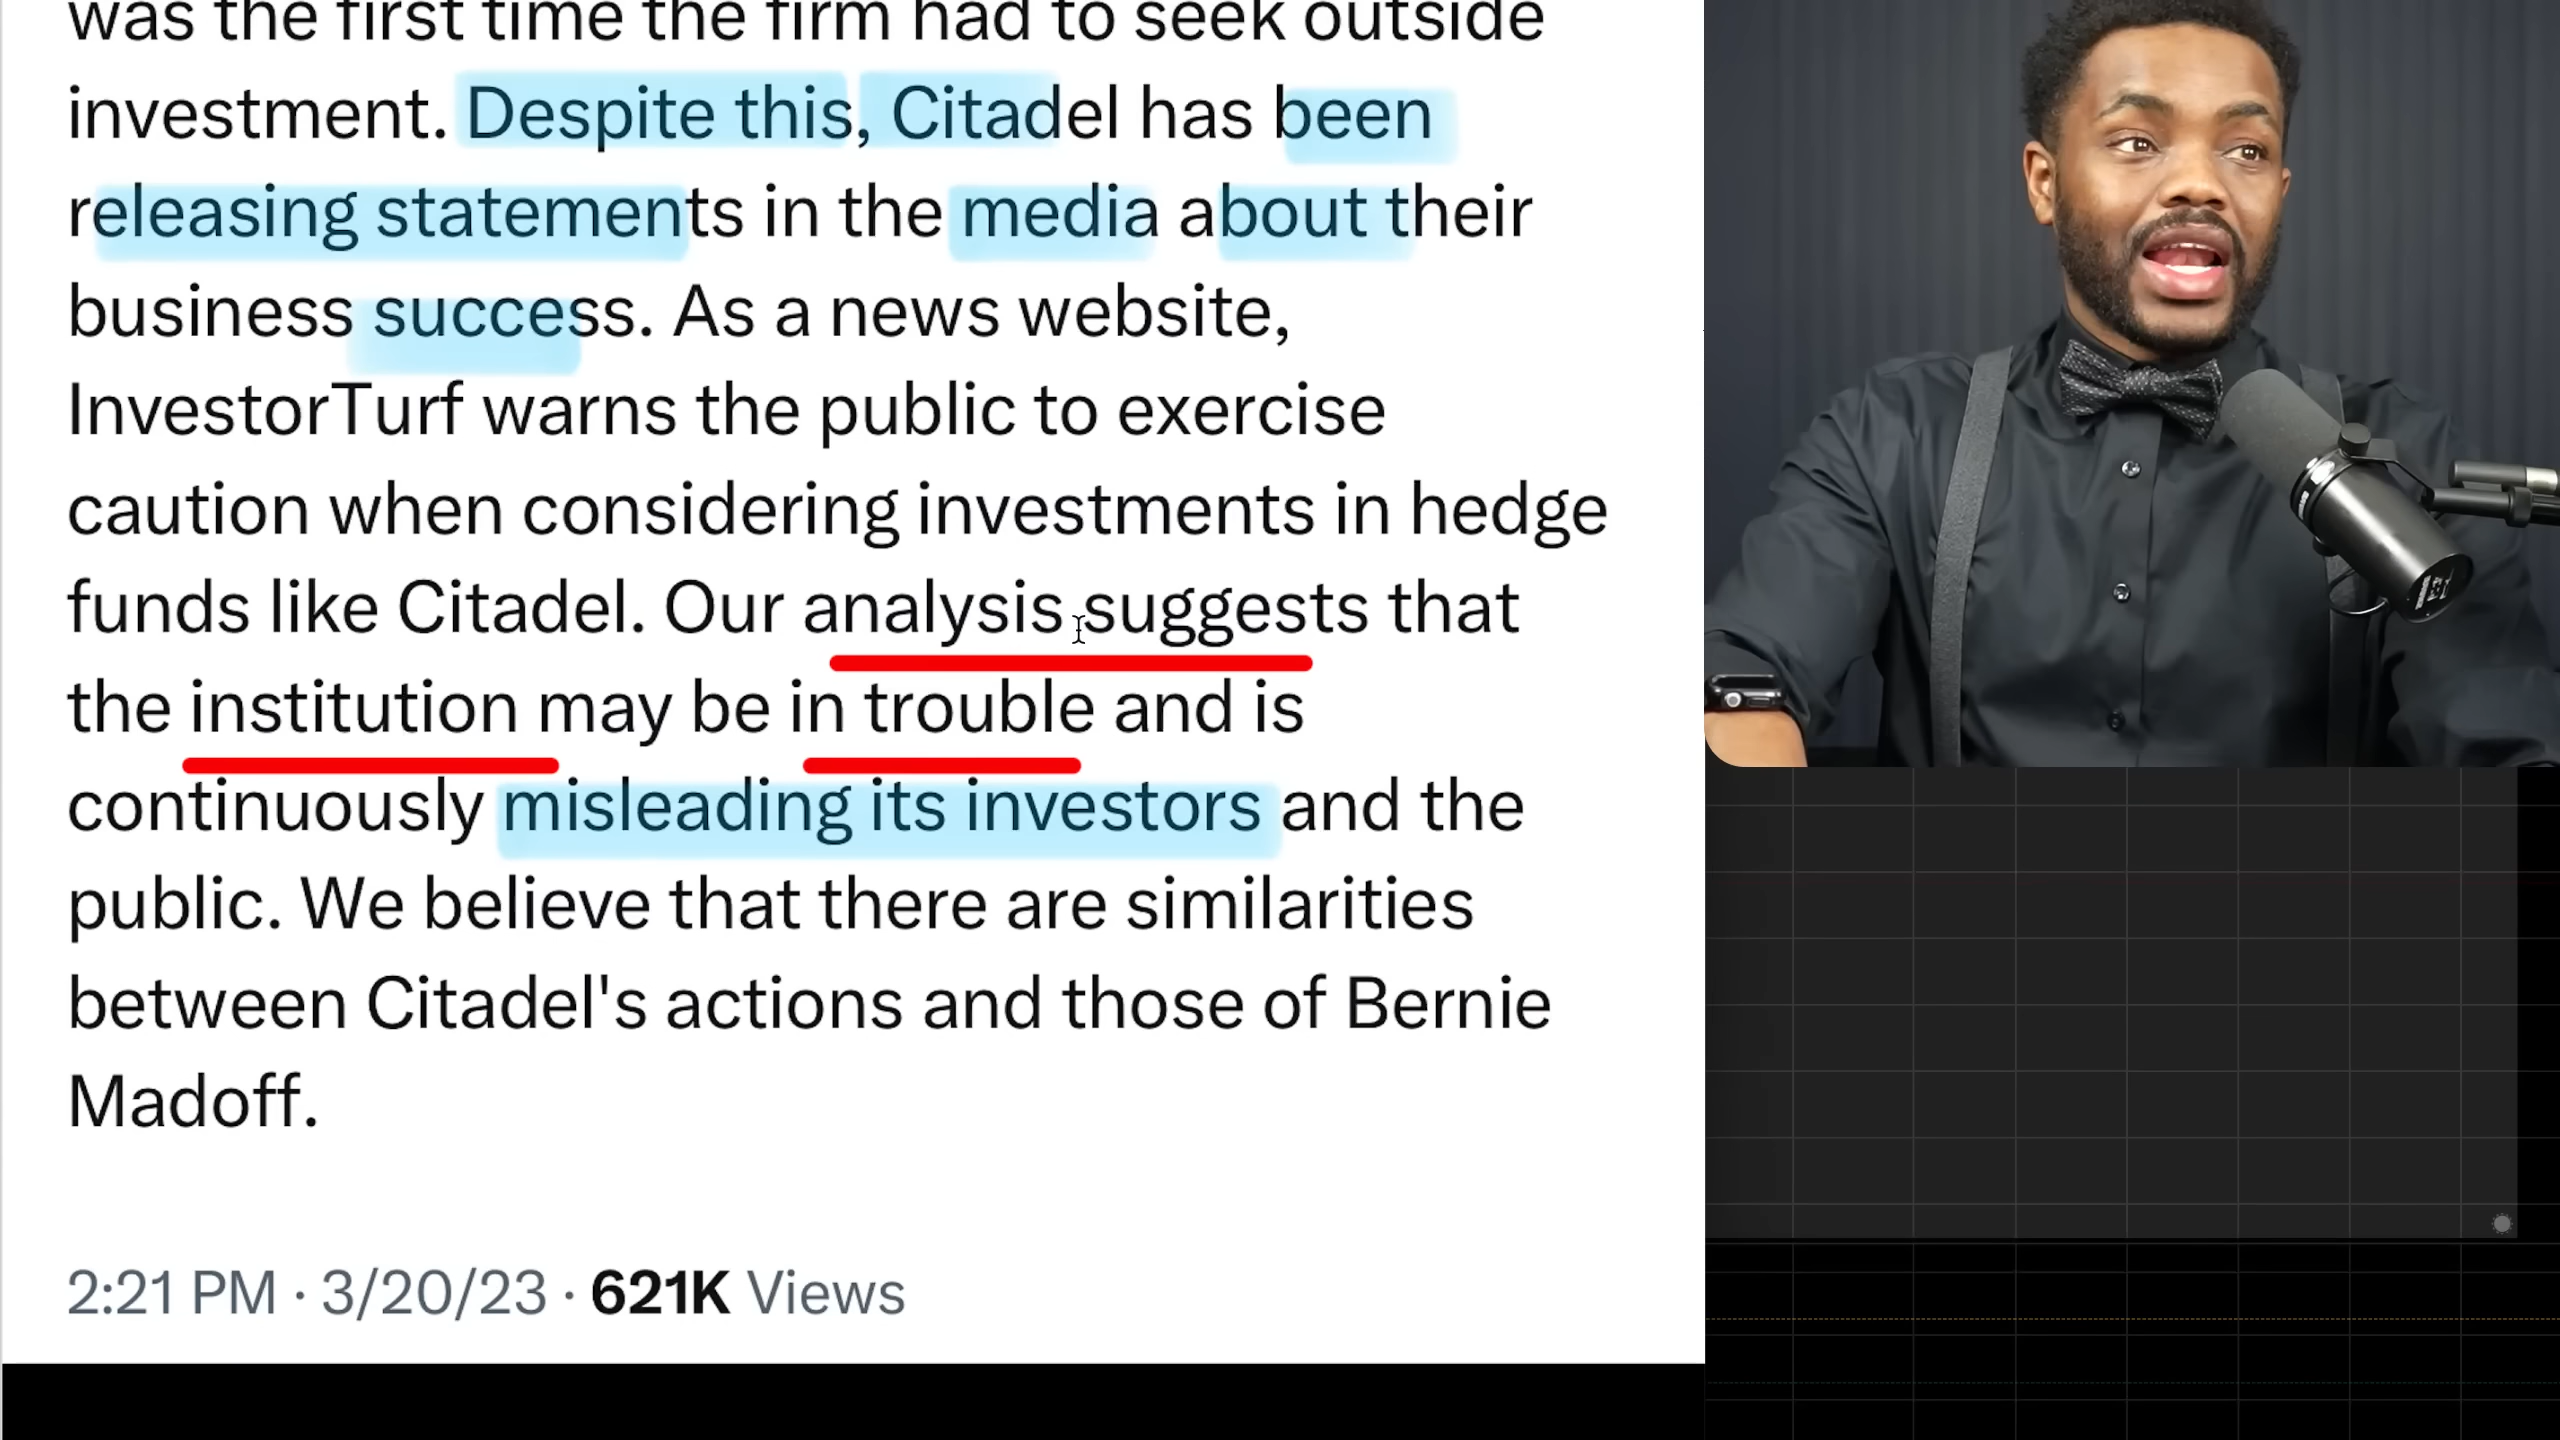 was the first time the firm had to seek outside
investment. Despite this, Citadel has been
releasing statements in the media about their
business success. As a news website,
InvestorTurf warns the public to exercise
caution when considering investments in hedge
funds like Citadel. Our analysis suggests that
the institution may be in trouble and is
continuously misleading its investors and the
public. We believe that there are similarities
between Citadel's actions and those of Bernie
Madoff.
2:21 PM · 3/20/23 · 621K Views